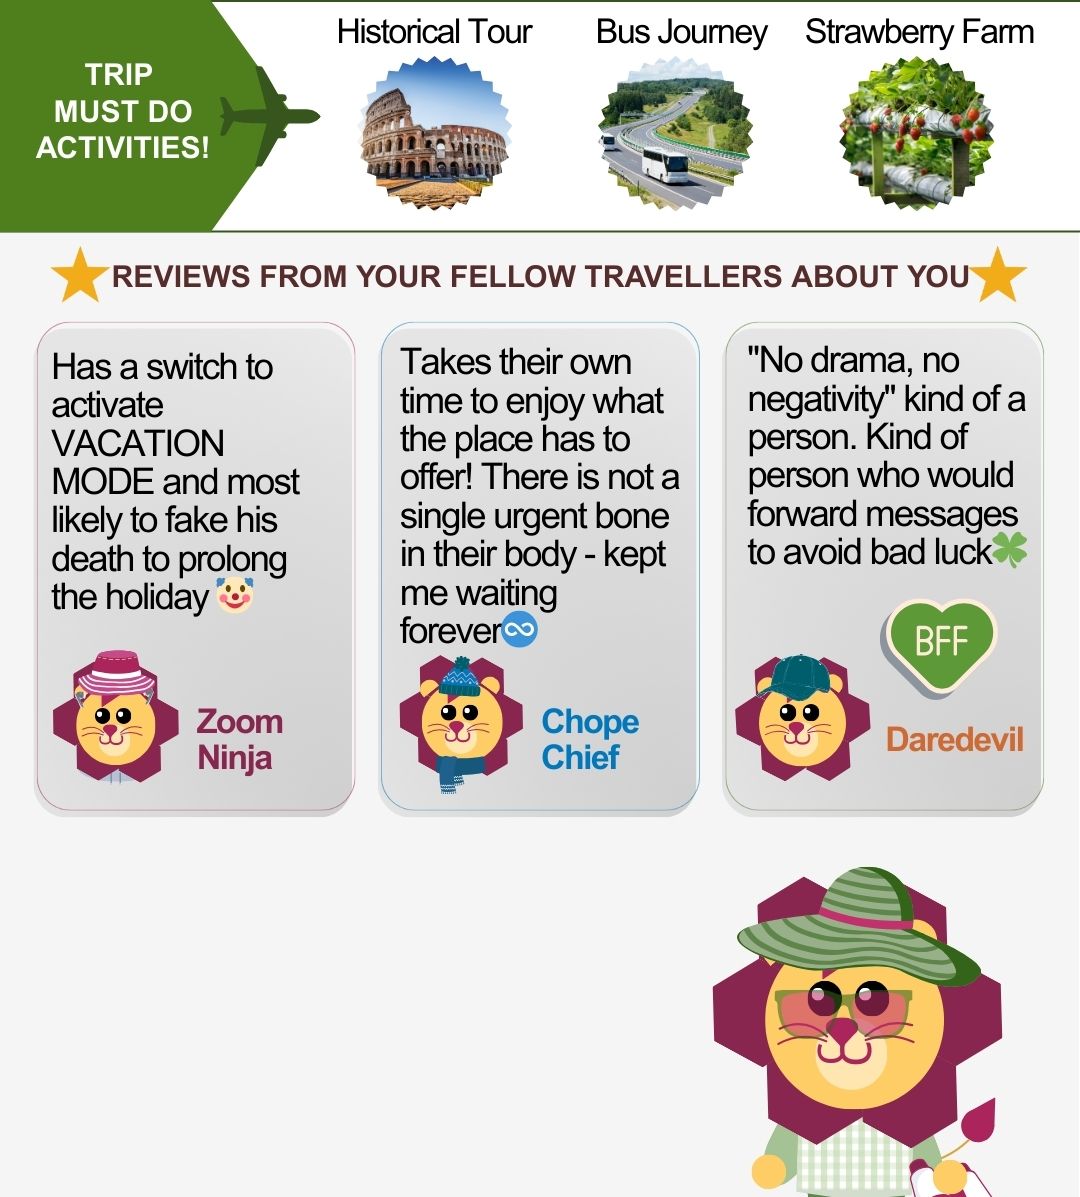 TRIP
MUST DO
ACTIVITIES!
Historical Tour
Bus Journey
Strawberry Farm
REVIEWS FROM YOUR FELLOW TRAVELLERS ABOUT YOU
Has a switch to
activate
VACATION
MODE and most
likely to fake his
death to prolong
the holiday
Zoom
Ninja
Takes their own
time to enjoy what
the place has to
offer! There is not a
single urgent bone
in their body - kept
me waiting
forever
Chope
Chief
"No drama, no
negativity" kind of a
person. Kind of
person who would
forward messages
to avoid bad luck
BFF
Daredevil